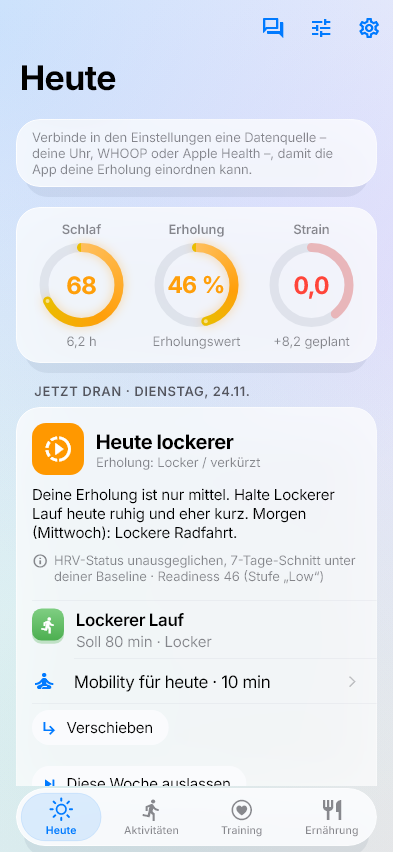 Heute
Verbinde in den Einstellungen eine Datenquelle –
deine Uhr, WHOOP oder Apple Health –, damit die
App deine Erholung einordnen kann.
Schlaf
Erholung
Strain
68
46 %
0,0
6,2 h
Erholungswert
+8,2 geplant
JETZT DRAN · DIENSTAG, 24.11.
Heute lockerer
Erholung: Locker / verkürzt
Deine Erholung ist nur mittel. Halte Lockerer
Lauf heute ruhig und eher kurz. Morgen
(Mittwoch): Lockere Radfahrt.
HRV-Status unausgeglichen, 7-Tage-Schnitt unter
deiner Baseline · Readiness 46 (Stufe „Low“)
Lockerer Lauf
Soll 80 min · Locker
Mobility für heute · 10 min
Verschieben
Diese Woche auslassen
Heute
Aktivitäten
Training
Ernährung